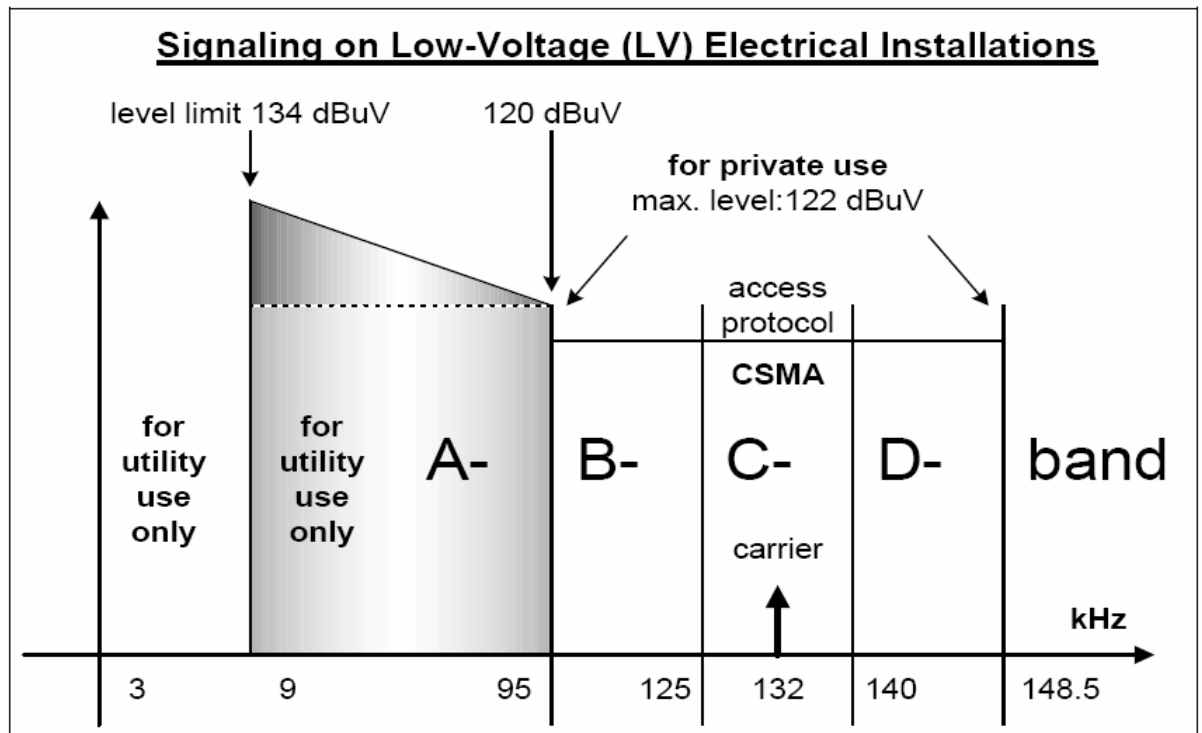 Signaling on Low-Voltage (LV) Electrical Installations
level limit 134 dBuV
120 dBuV
for private use
max. level:122 dBuV
access
protocol
CSMA
for
utility
use
only
for
utility
use
only
A-
B-
C-
D-
band
carrier
kHz
3
9
95
125
132
140
148.5